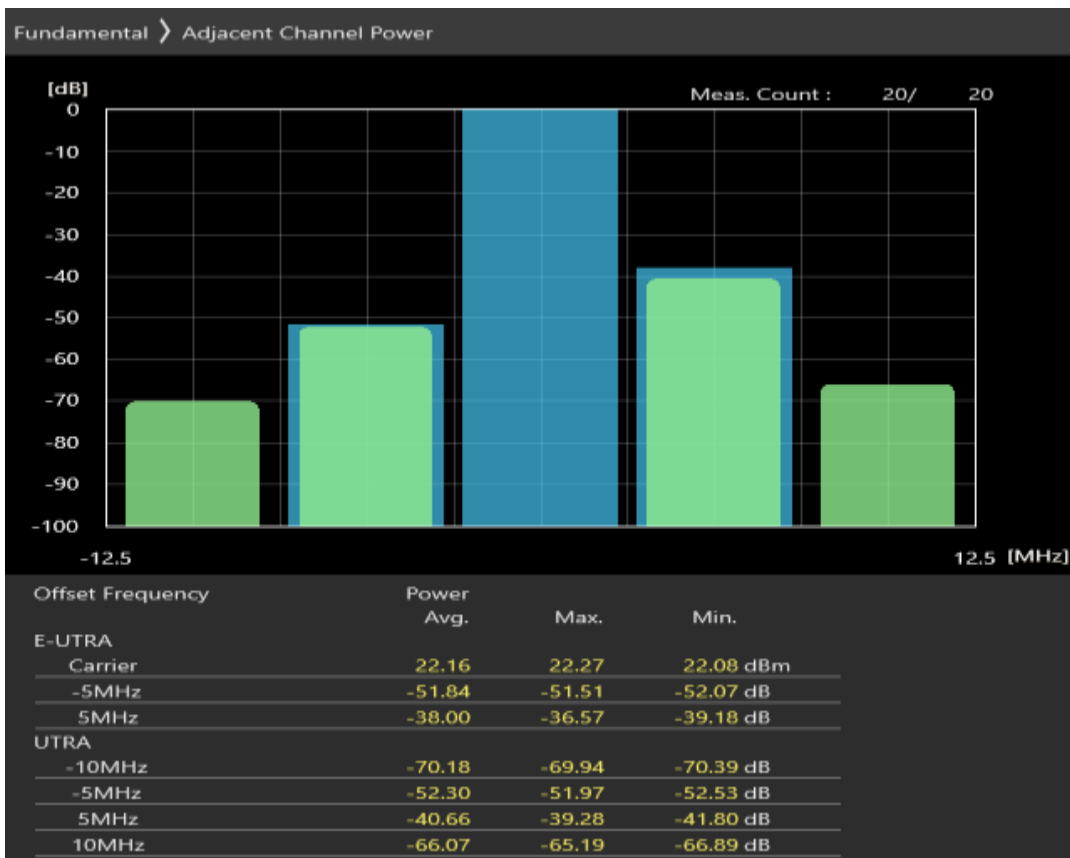 Fundamental 〉 Adjacent Channel Power
[dB]
Meas. Count : 20/ 20
0
-10
-20
-30
-40
-50
-60
-70
-80
-90
-100
-12.5 12.5 [MHz]
Offset Frequency Power
Avg. Max. Min.
E-UTRA
Carrier 22.16 22.27 22.08 dBm
-5MHz -51.84 -51.51 -52.07 dB
5MHz -38.00 -36.57 -39.18 dB
UTRA
-10MHz -70.18 -69.94 -70.39 dB
-5MHz -52.30 -51.97 -52.53 dB
5MHz -40.66 -39.28 -41.80 dB
10MHz -66.07 -65.19 -66.89 dB